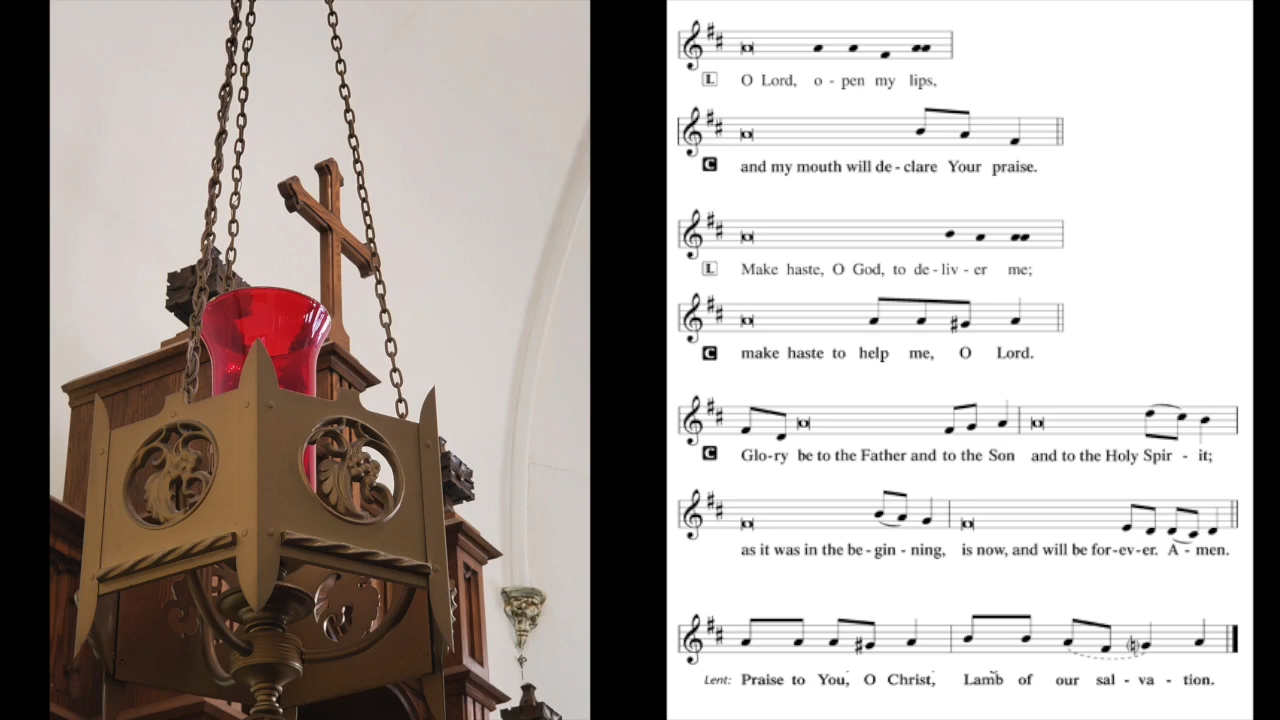 L O Lord, o - pen my lips,
C and my mouth will de - clare Your praise.
L Make haste, O God, to de - liv - er me;
C make haste to help me, O Lord.
C Glo - ry be to the Father and to the Son and to the Holy Spir - it;
as it was in the be - gin - ning, is now, and will be for - ev - er. A - men.
Lent: Praise to You, O Christ, Lamb of our sal - va - tion.